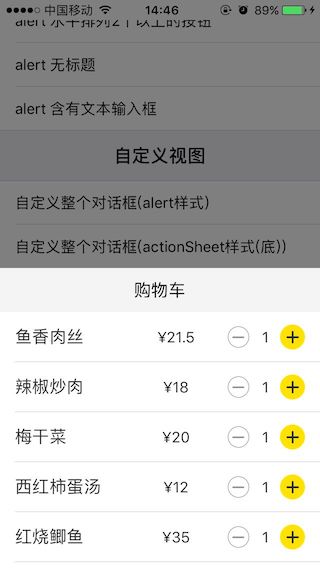 中国移动 14:46 89%
alert 水平排列2个以上的按钮
alert 无标题
alert 含有文本输入框
自定义视图
自定义整个对话框(alert样式)
自定义整个对话框(actionSheet样式(底))
购物车
鱼香肉丝 ¥21.5 1
辣椒炒肉 ¥18 1
梅干菜 ¥20 1
西红柿蛋汤 ¥12 1
红烧鲫鱼 ¥35 1